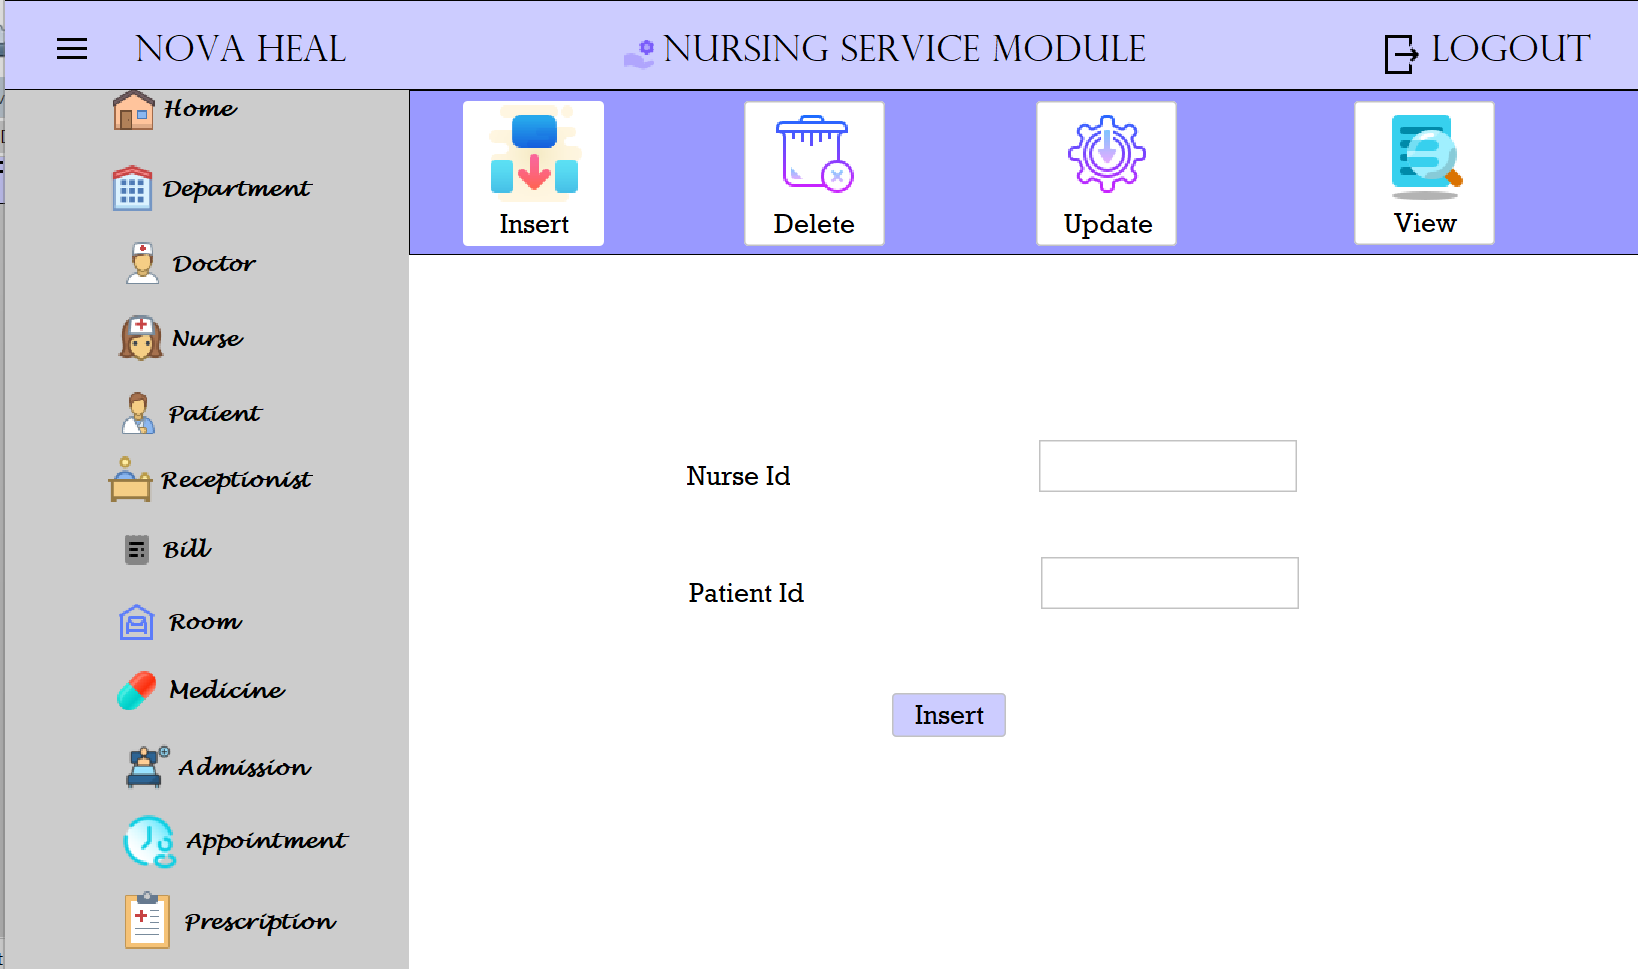 NOVA HEAL
NURSING SERVICE MODULE
LOGOUT
Home
Department
Doctor
Nurse
Patient
Receptionist
Bill
Room
Medicine
Admission
Appointment
Prescription
Insert
Delete
Update
View
Nurse Id
Patient Id
Insert